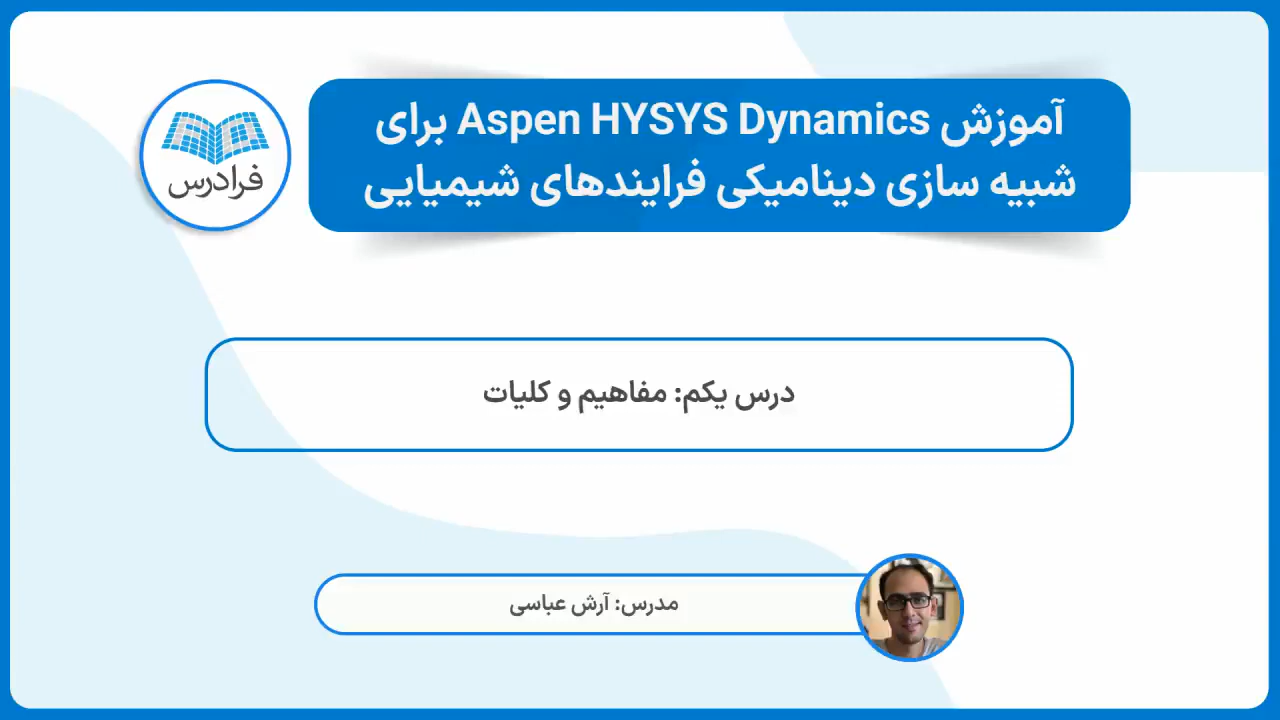 آموزش Aspen HYSYS Dynamics برای
شبیه سازی دینامیکی فرایندهای شیمیایی
فرادرس
درس یکم: مفاهیم و کلیات
مدرس: آرش عباسی